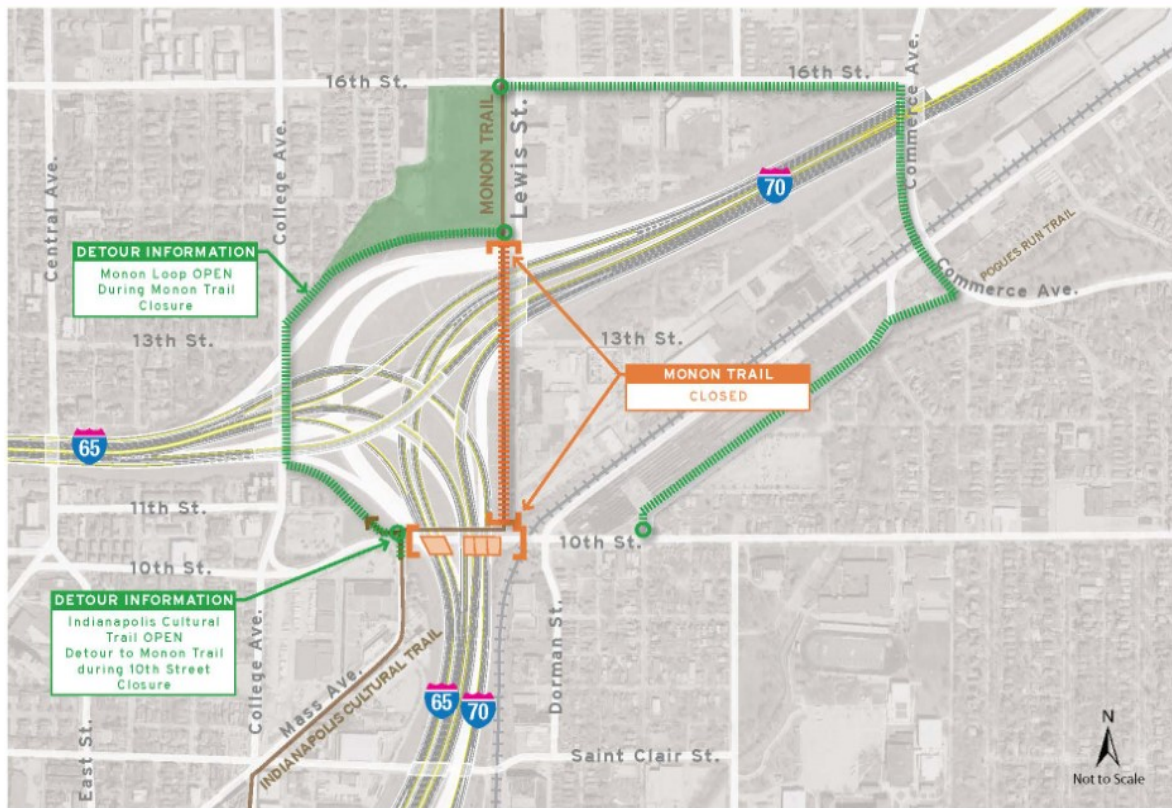 16th St.
16th St.
Commerce Ave.
MONON TRAIL
Lewis St.
College Ave.
Central Ave.
70
DETOUR INFORMATION
Monon Loop OPEN
During Monon Trail
Closure
POGUES RUN TRAIL
Commerce Ave.
13th St.
13th St.
MONON TRAIL
CLOSED
65
11th St.
10th St.
10th St.
DETOUR INFORMATION
Indianapolis Cultural
Trail OPEN
Detour to Monon Trail
during 10th Street
Closure
College Ave.
Mass Ave.
INDIANAPOLIS CULTURAL TRAIL
Dorman St.
65
70
East St.
Saint Clair St.
N
Not to Scale